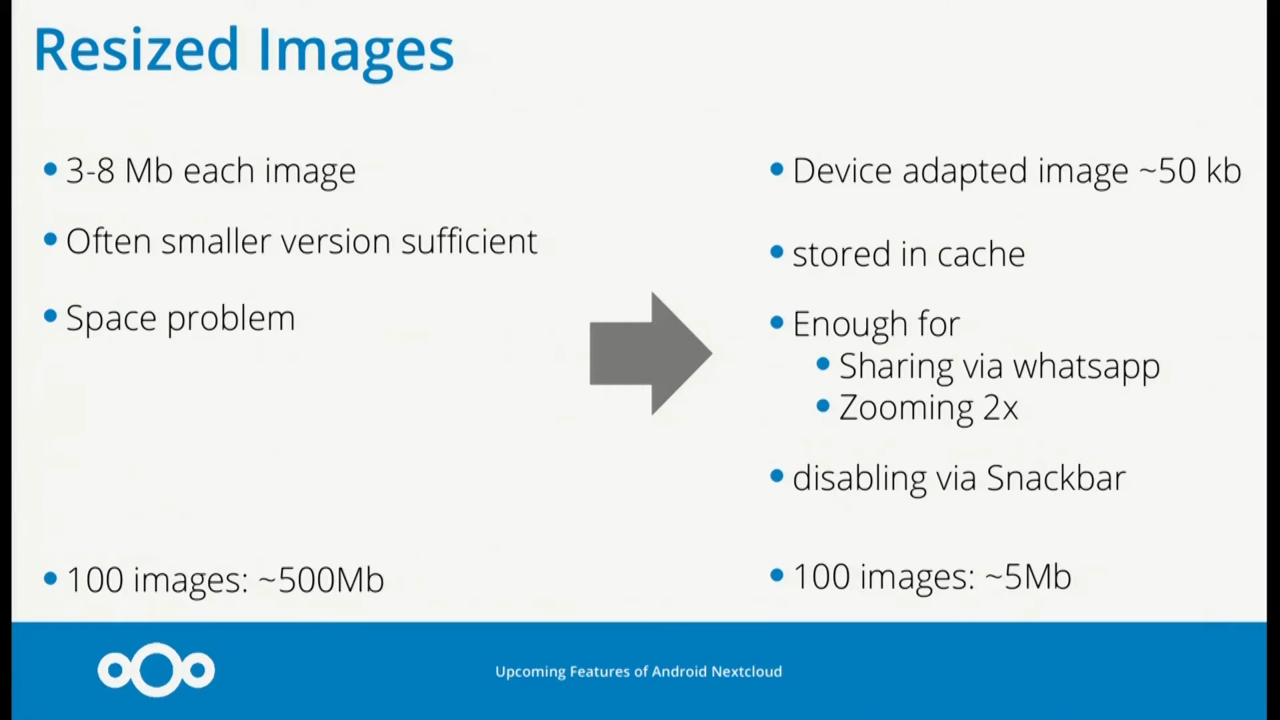 Resized Images
3-8 Mb each image
Often smaller version sufficient
Space problem
100 images: ~500Mb
Device adapted image ~50 kb
stored in cache
Enough for
Sharing via whatsapp
Zooming 2x
disabling via Snackbar
100 images: ~5Mb
Upcoming Features of Android Nextcloud